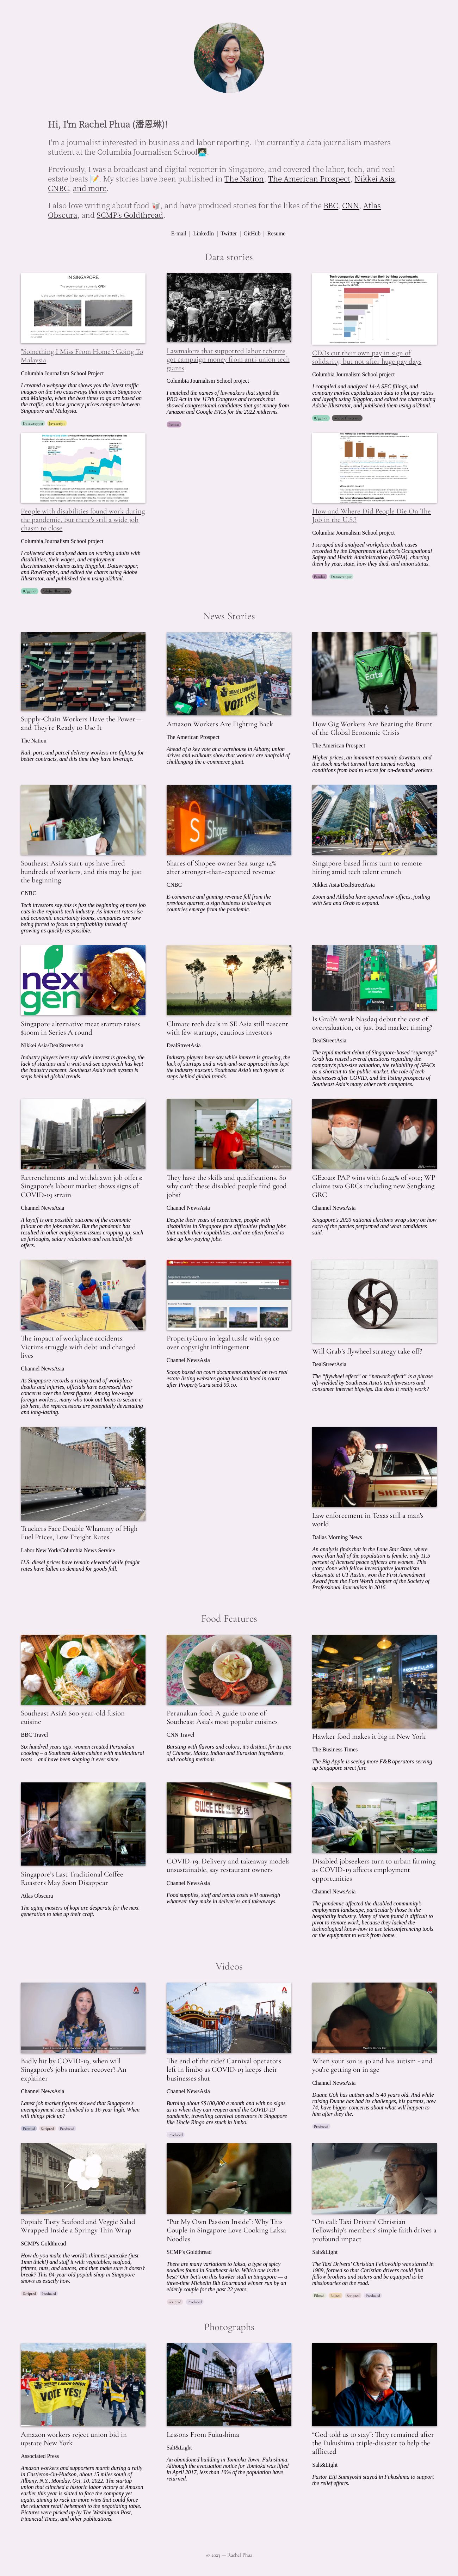 Hi, I'm Rachel Phua (潘恩琳)!
I'm a journalist interested in business and labor reporting. I'm currently a data journalism masters
student at the Columbia Journalism School
Previously, I was a broadcast and digital reporter in Singapore, and covered the labor, tech, and real
estate beats 📝. My stories have been published in The Nation, The American Prospect, Nikkei Asia,
CNBC, and more.
I also love writing about food 🥡, and have produced stories for the likes of the BBC, CNN, Atlas
Obscura, and SCMP's Goldthread.
E-mail | LinkedIn | Twitter | GitHub | Resume
Data stories
IN SINGAPORE,
"Something I Miss From Home": Going To
Malaysia
Columbia Journalism School Project
I created a webpage that shows you the latest traffic
images on the two causeways that connect Singapore
and Malaysia, when the best times to go are based on
the traffic, and how grocery prices compare between
Singapore and Malaysia.
Datawrapper Javascript
Lawmakers that supported labor reforms
got campaign money from anti-union tech
giants
Columbia Journalism School project
I matched the names of lawmakers that signed the
PRO Act in the 117th Congress and records that
showed congressional candidates who got money from
Amazon and Google PACs for the 2022 midterms.
Pandas
Tech companies did worse than their banking counterparts
CEOs cut their own pay in sign of
solidarity, but not after huge pay days
Columbia Journalism School project
I compiled and analyzed 14-A SEC filings, and
company market capitalization data to plot pay ratios
and layoffs using R/ggplot, and edited the charts using
Adobe Illustrator, and published them using ai2html.
R/ggplot Adobe Illustrator
People with disabilities found work during
the pandemic, but there's still a wide job
chasm to close
Columbia Journalism School project
I collected and analyzed data on working adults with
disabilities, their wages, and employment
discrimination claims using R/ggplot, Datawrapper,
and RawGraphs, and edited the charts using Adobe
Illustrator, and published them using ai2html.
R/ggplot Adobe Illustrator
How and Where Did People Die On The
Job in the U.S.?
Columbia Journalism School project
I scraped and analyzed workplace death cases
recorded by the Department of Labor's Occupational
Safety and Health Administrations (OSHA), charting
them by year, state, how they died, and union status.
Pandas Datawrapper
News Stories
Supply-Chain Workers Have the Power—
and They're Ready to Use It
The Nation
Rail, port, and parcel delivery workers are fighting for
better contracts, and this time they have leverage.
VOTE YES!
Amazon Workers Are Fighting Back
The American Prospect
Ahead of a key vote at a warehouse in Albany, union
drives and walkouts show that workers are unafraid of
challenging the e-commerce giant.
Uber
Eats
How Gig Workers Are Bearing the Brunt
of the Global Economic Crisis
The American Prospect
Higher prices, an imminent economic downturn, and
the stock market turmoil have turned working
conditions from bad to worse for on-demand workers.
Southeast Asia's start-ups have fired
hundreds of workers, and this may be just
the beginning
CNBC
Tech investors say this is just the beginning of more job
cuts in the region's tech industry. As interest rates rise
and economic uncertainty looms, companies are now
being forced to focus on profitability instead of
growing as quickly as possible.
Shares of Shopee-owner Sea surge 14%
after stronger-than-expected revenue
CNBC
E-commerce and gaming revenue fell from the
previous quarter, a sign business is slowing as
countries emerge from the pandemic.
Singapore-based firms turn to remote
hiring amid tech talent crunch
Nikkei Asia/DealStreetAsia
Zoom and Alibaba have opened new offices, jostling
with Sea and Grab to expand.
next
gen
Singapore alternative meat startup raises
$100m in Series A round
Nikkei Asia/DealStreetAsia
Industry players here say while interest is growing, the
lack of startups and a wait-and-see approach has kept
the industry nascent. Southeast Asia's tech system is
steps behind global trends.
Climate tech deals in SE Asia still nascent
with few startups, cautious investors
DealStreetAsia
Industry players here say while interest is growing, the
lack of startups and a wait-and-see approach has kept
the industry nascent. Southeast Asia's tech system is
steps behind global trends.
Is Grab's weak Nasdaq debut the cost of
overvaluation, or just bad market timing?
DealStreetAsia
The tepid market debut of Singapore-based "superapp"
Grab has raised several questions regarding the
company's plus-size valuation, the reliability of SPACs
as a shortcut to the public market, the role of tech
businesses after COVID, and the listing prospects of
Southeast Asia's many other tech companies.
Retrenchments and withdrawn job offers:
Singapore's labour market shows signs of
COVID-19 strain
Channel NewsAsia
A layoff is one possible outcome of the economic
fallout on the job market. But the pandemic has
resulted in other employment issues cropping up, such
as furloughs, salary reductions and rescinded job
offers.
They have the skills and qualifications. So
why can't these disabled people find good
jobs?
Channel NewsAsia
Despite their years of experience, people with
disabilities in Singapore face difficulties finding jobs
that match their capabilities, and are often forced to
take up low-paying jobs.
GE2020: PAP wins with 61.24% of vote; WP
claims two GRCs including new Sengkang
GRC
Channel NewsAsia
Singapore's 2020 national elections wrap story on how
each of the parties performed and what candidates
said.
The impact of workplace accidents:
Victims struggle with debt and changed
lives
Channel NewsAsia
As Singapore records a rising trend of workplace
deaths and injuries, officials have expressed their
concerns over the latest figures. Among low-wage
foreign workers, many who took out loans to secure a
job here, the repercussions are potentially devastating
and long-lasting.
PropertyGuru in legal tussle with 99.co
over copyright infringement
Channel NewsAsia
Scoop based on court documents attained on two real
estate listing websites going head to head in court
after PropertyGuru sued 99.co.
Will Grab's flywheel strategy take off?
DealStreetAsia
The "flywheel effect" or "network effect" is a phrase
oft-wielded by Southeast Asia's tech investors and
consumer internet bigwigs. But does it really work?
Truckers Face Double Whammy of High
Fuel Prices, Low Freight Rates
Labor New York/Columbia News Service
U.S. diesel prices have remain elevated while freight
rates have fallen as demand for goods fall.
SHERIFF
Law enforcement in Texas still a man's
world
Dallas Morning News
An analysis finds that in the Lone Star State, where
more than half of the population is female, only 11.5
percent of licensed peace officers are women. This
story, done with fellow investigative journalism
classmate at UT Austin, won the First Amendment
Award from the Fort Worth chapter of the Society of
Professional Journalists in 2016.
Food Features
Southeast Asia's 600-year-old fusion
cuisine
BBC Travel
Six hundred years ago, women created Peranakan
cooking – a Southeast Asian cuisine with multicultural
roots – and have been shaping it ever since.
Peranakan food: A guide to one of
Southeast Asia's most popular cuisines
CNN Travel
Bursting with flavors and colors, it's distinct for its mix
of Chinese, Malay, Indian and Eurasian ingredients
and cooking methods.
Hawker food makes it big in New York
The Business Times
The Big Apple is seeing more F&B operators serving
up Singapore street fare
Singapore's Last Traditional Coffee
Roasters May Soon Disappear
Atlas Obscura
The aging masters of kopi are desperate for the next
generation to take up their craft.
COVID-19: Delivery and takeaway models
unsustainable, say restaurant owners
Channel NewsAsia
Food supplies, staff and rental costs will outweigh
whatever they make in deliveries and takeaways.
Disabled jobseekers turn to urban farming
as COVID-19 affects employment
opportunities
Channel NewsAsia
The pandemic affected the disabled community's
employment landscape, particularly those in the
hospitality industry. Many of them found it difficult to
pivot to remote work, because they lacked the
technological know-how to use teleconferencing tools
or the equipment to work from home.
Videos
Badly hit by COVID-19, when will
Singapore's jobs market recover? An
explainer
Channel NewsAsia
Latest job market figures showed that Singapore's
unemployment rate climbed to a 16-year high. When
will things pick up?
Fronted Scripted Produced
The end of the ride? Carnival operators
left in limbo as COVID-19 keeps their
businesses shut
Channel NewsAsia
Burning about S$100,000 a month and with no signs
as to when they can reopen amid the COVID-19
pandemic, travelling carnival operators in Singapore
like Uncle Ringo are stuck in limbo.
Produced
When your son is 40 and has autism - and
you're getting on in age
Channel NewsAsia
Duane Goh has autism and is 40 years old. And while
raising Duane has had its challenges, his parents, now
74, have bigger concerns about what will happen to
him after they die.
Produced
Popiah: Tasty Seafood and Veggie Salad
Wrapped Inside a Springy Thin Wrap
SCMP's Goldthread
How do you make the world's thinnest pancake (just
1mm thick!) and stuff it with vegetables, seafood,
fritters, nuts, and sauces, and then make sure it doesn't
break? This 84-year-old popiah shop in Singapore
shows us exactly how.
Scripted Produced
"Put My Own Passion Inside": Why This
Couple in Singapore Love Cooking Laksa
Noodles
SCMP's Goldthread
There are many variations to laksa, a type of spicy
noodles found in Southeast Asia. Which one is the
best? Our bet's on this hawker stall in Singapore — a
three-time Michelin Bib Gourmand winner run by an
elderly couple for the past 22 years.
Scripted Produced
"On call: Taxi Drivers' Christian
Fellowship's members' simple faith drives a
profound impact
Salt&Light
The Taxi Drivers' Christian Fellowship was started in
1989, formed so that Christian drivers could find
fellow brothers and sisters and be equipped to be
missionaries on the road.
Filmed Edited Scripted Produced
Photographs
VOTE YES!
Amazon workers reject union bid in
upstate New York
Associated Press
Amazon workers and supporters march during a rally
in Castleton-On-Hudson, about 15 miles south of
Albany, N.Y., Monday, Oct. 10, 2022. The startup
union that clinched a historic labor victory at Amazon
earlier this year is slated to face the company yet
again, aiming to rack up more wins that could force
the reluctant retail behemoth to the negotiating table.
Pictures were picked up by The Washington Post,
Financial Times, and other publications.
Lessons From Fukushima
Salt&Light
An abandoned building in Tomioka Town, Fukushima.
Although the evacuation notice for Tomioka was lifted
in April 2017, less than 10% of the population have
returned.
"God told us to stay": They remained after
the Fukushima triple-disaster to help the
afflicted
Salt&Light
Pastor Eiji Sumiyoshi stayed in Fukushima to support
the relief efforts.
© 2023 — Rachel Phua